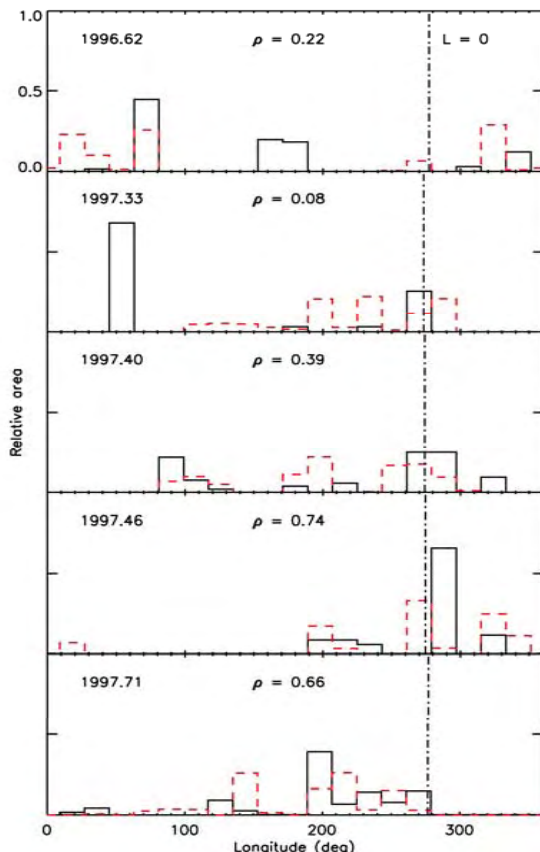 1.0
1996.62 ρ = 0.22 L = 0
0.5
0.0
1997.33 ρ = 0.08
1997.40 ρ = 0.39
Relative area
1997.46 ρ = 0.74
1997.71 ρ = 0.66
0 100 200 300
Longitude (deg)